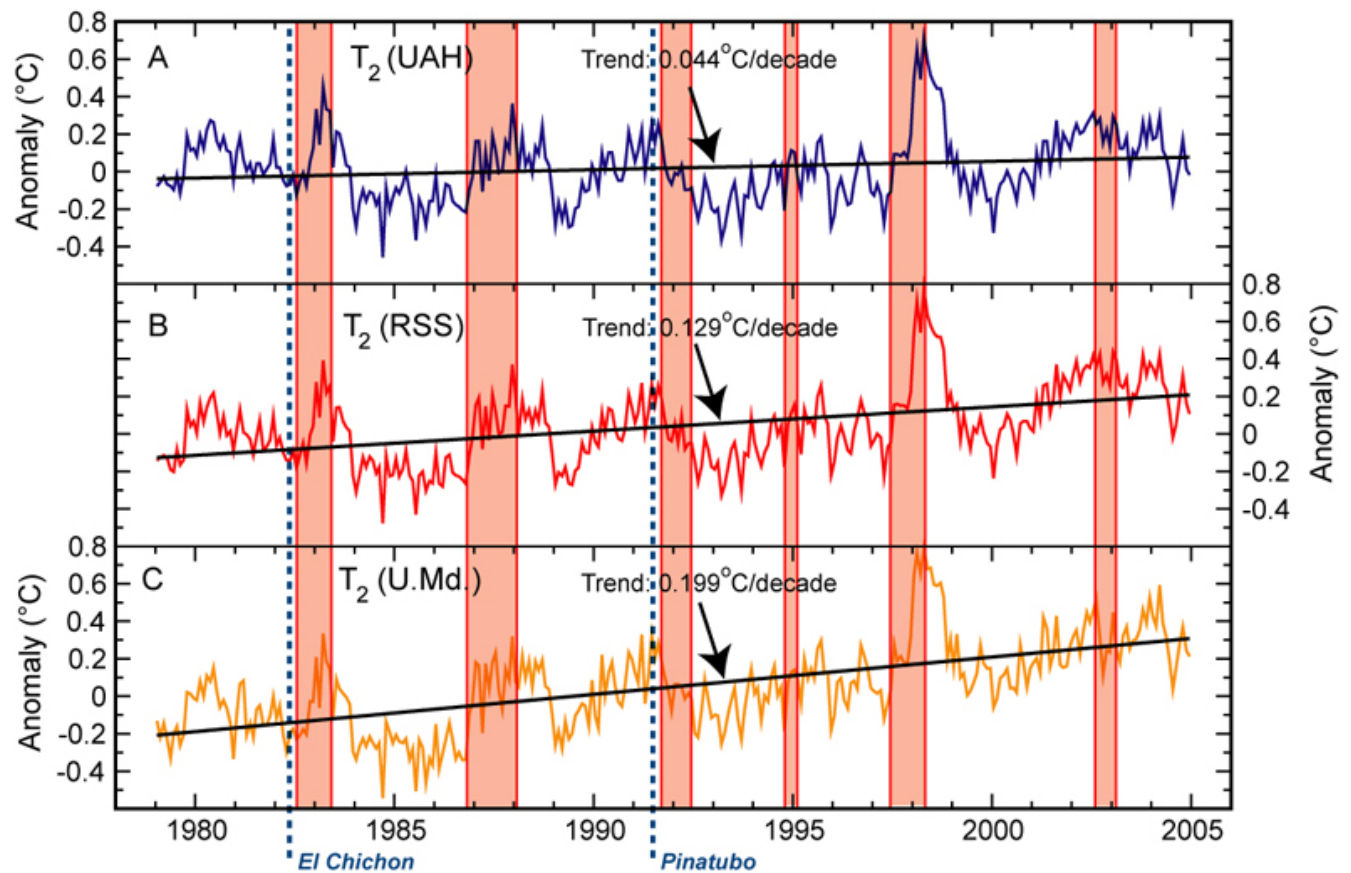 0.8
0.6
0.4
0.2
0
-0.2
-0.4
Anomaly (°C)
A
T2 (UAH)
Trend: 0.044°C/decade
B
T2 (RSS)
Trend: 0.129°C/decade
0.8
0.6
0.4
0.2
0
-0.2
-0.4
Anomaly (°C)
0.8
0.6
0.4
0.2
0
-0.2
-0.4
Anomaly (°C)
C
T2 (U.Md.)
Trend: 0.199°C/decade
1980 1985 1990 1995 2000 2005
El Chichon Pinatubo